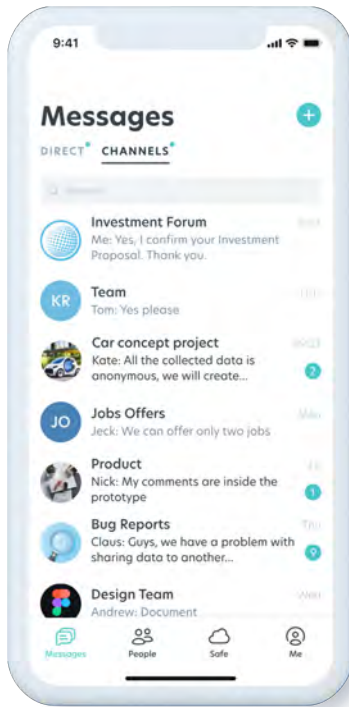 9:41
Messages
DIRECT CHANNELS
Investment Forum
Me: Yes, I confirm your Investment
Proposal. Thank you.
KR
Team
Tom: Yes please
Car concept project
Kate: All the collected data is
anonymous, we will create...
2
JO
Jobs Offers
Jeck: We can offer only two jobs
Product
Nick: My comments are inside the
prototype
1
Bug Reports
Thu
Claus: Guys, we have a problem with
sharing data to another...
9
Design Team
Andrew: Document
Messages People Safe Me